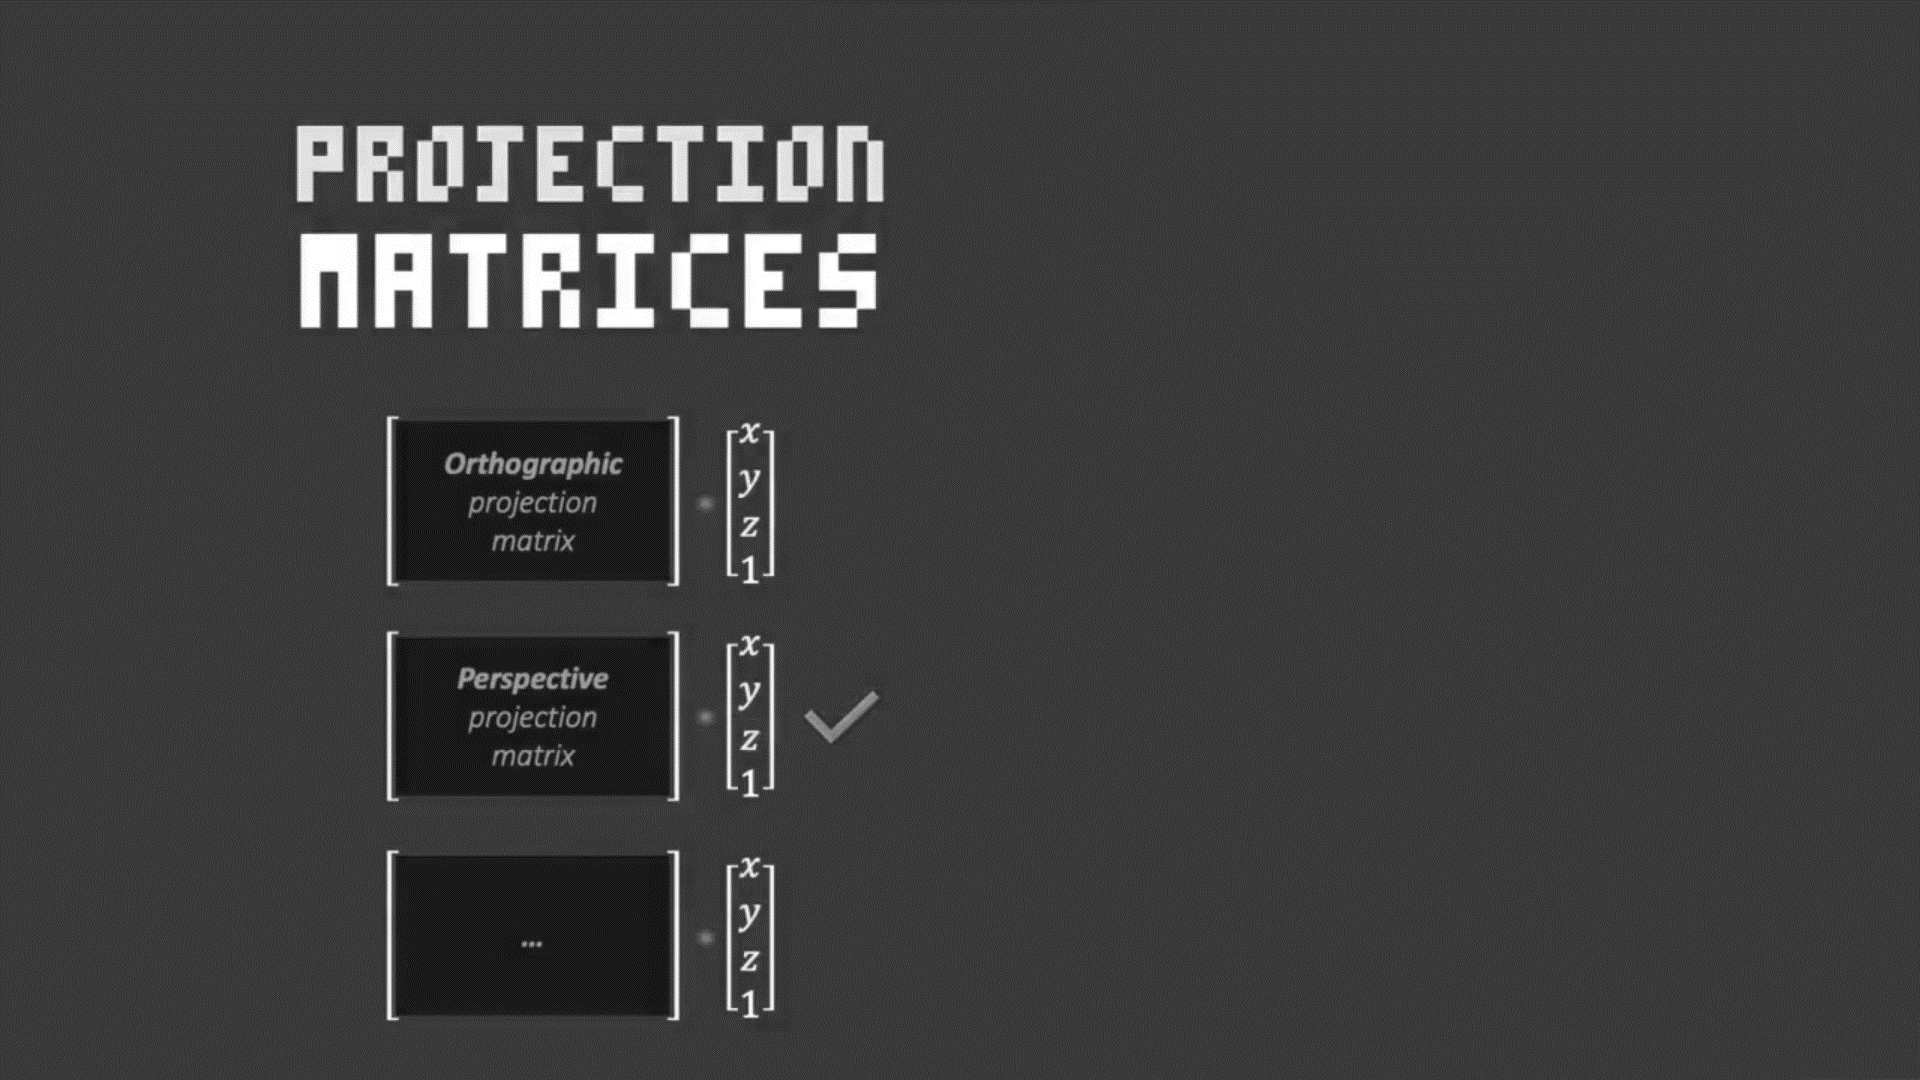 PROJECTION
MATRICES
Orthographic
projection
matrix
x
y
z
1
Perspective
projection
matrix
x
y
z
1
...
x
y
z
1